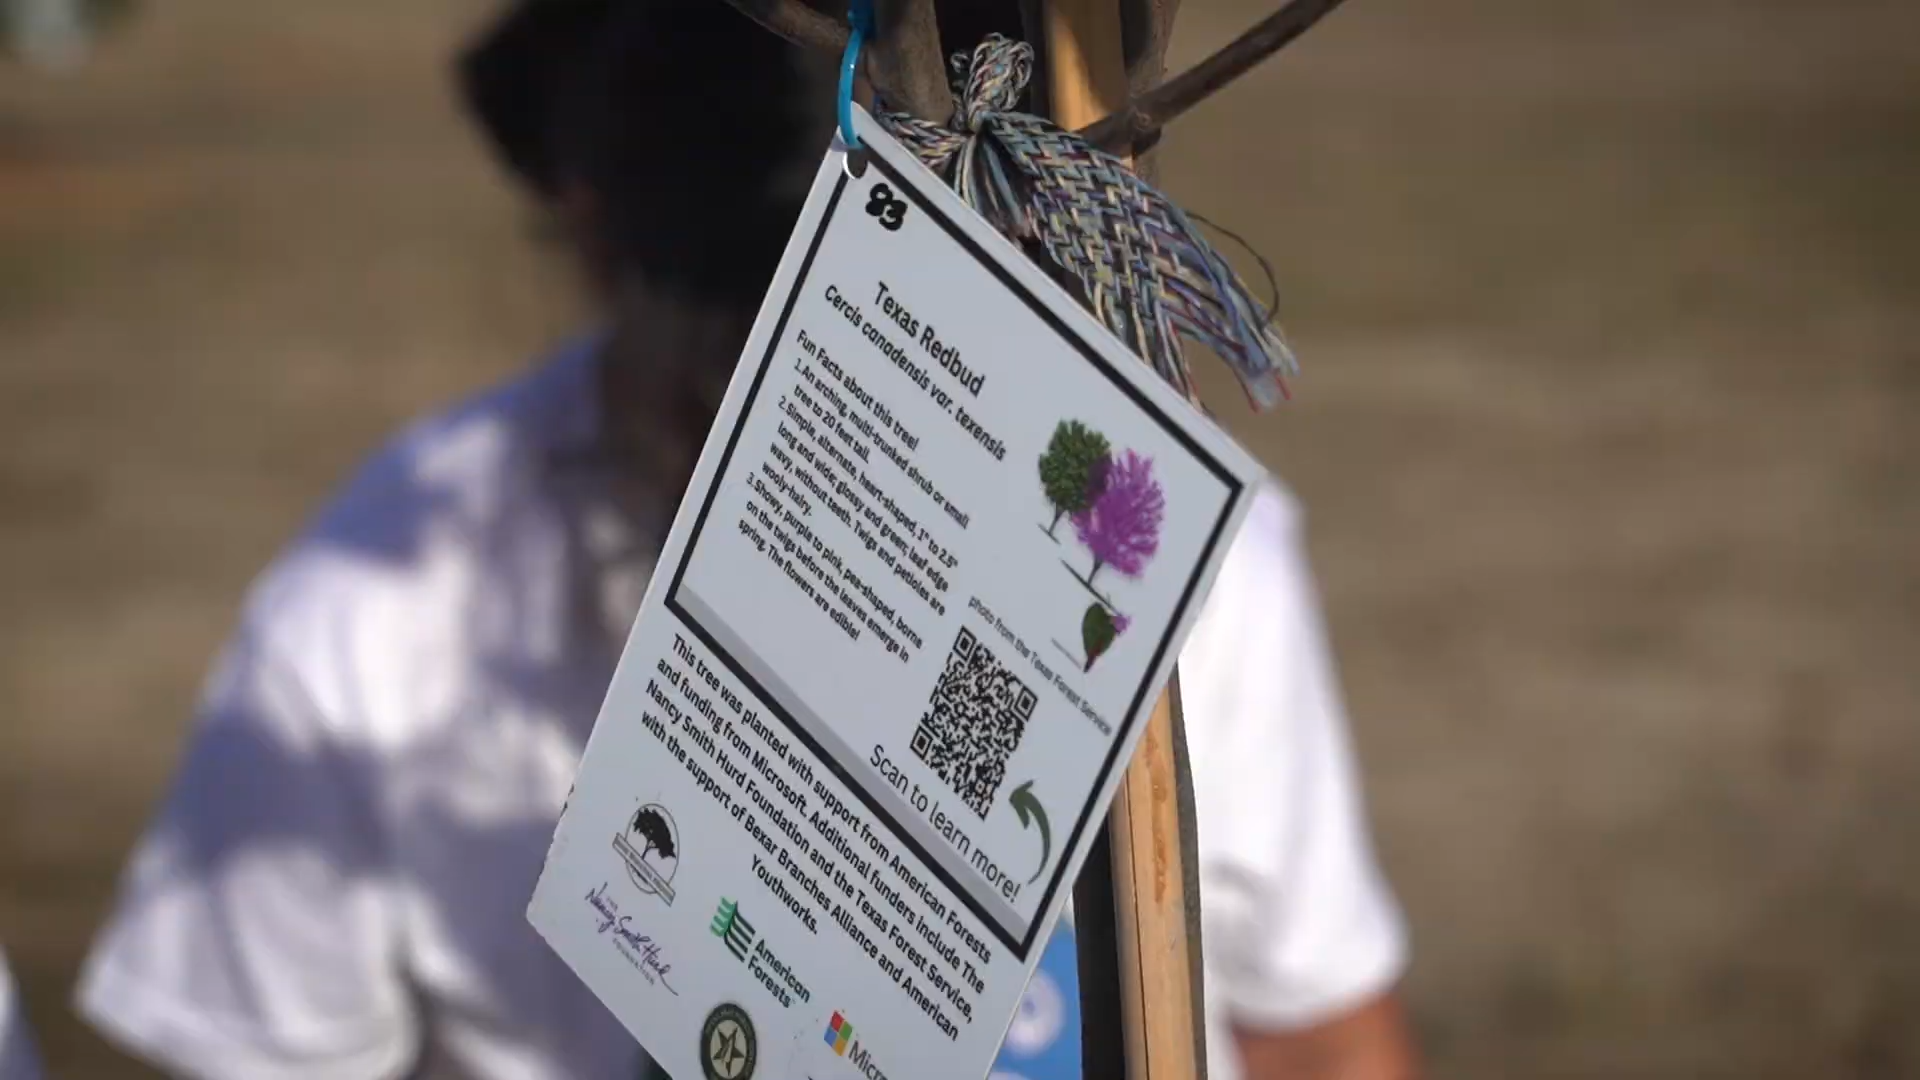 83
Texas Redbud
Cercis canadensis var. texensis
Fun Facts about this tree!
1. An arching, multi-trunked shrub or small
tree to 20 feet tall.
2. Simple, alternate, heart-shaped, 1" to 2.5"
long and wide; glossy and green; leaf edge
wavy, without teeth. Twigs and petioles are
wooly-hairy.
3. Showy, purple to pink, pea-shaped, borne
on the twigs before the leaves emerge in
spring. The flowers are edible!
photo from the Texas Forest Service
Scan to learn more!
This tree was planted with support from American Forests
and funding from Microsoft. Additional funders include The
Nancy Smith Hurd Foundation and the Texas Forest Service,
with the support of Bexar Branches Alliance and American
Youthworks.
THE
Nancy Smith Hurd
FOUNDATION
American
Forests
Micro